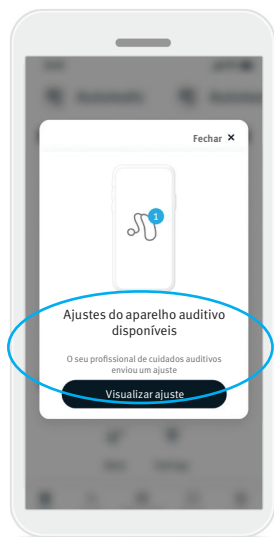 Fechar ×
1
Ajustes do aparelho auditivo
disponíveis
O seu profissional de cuidados auditivos
enviou um ajuste
Visualizar ajuste